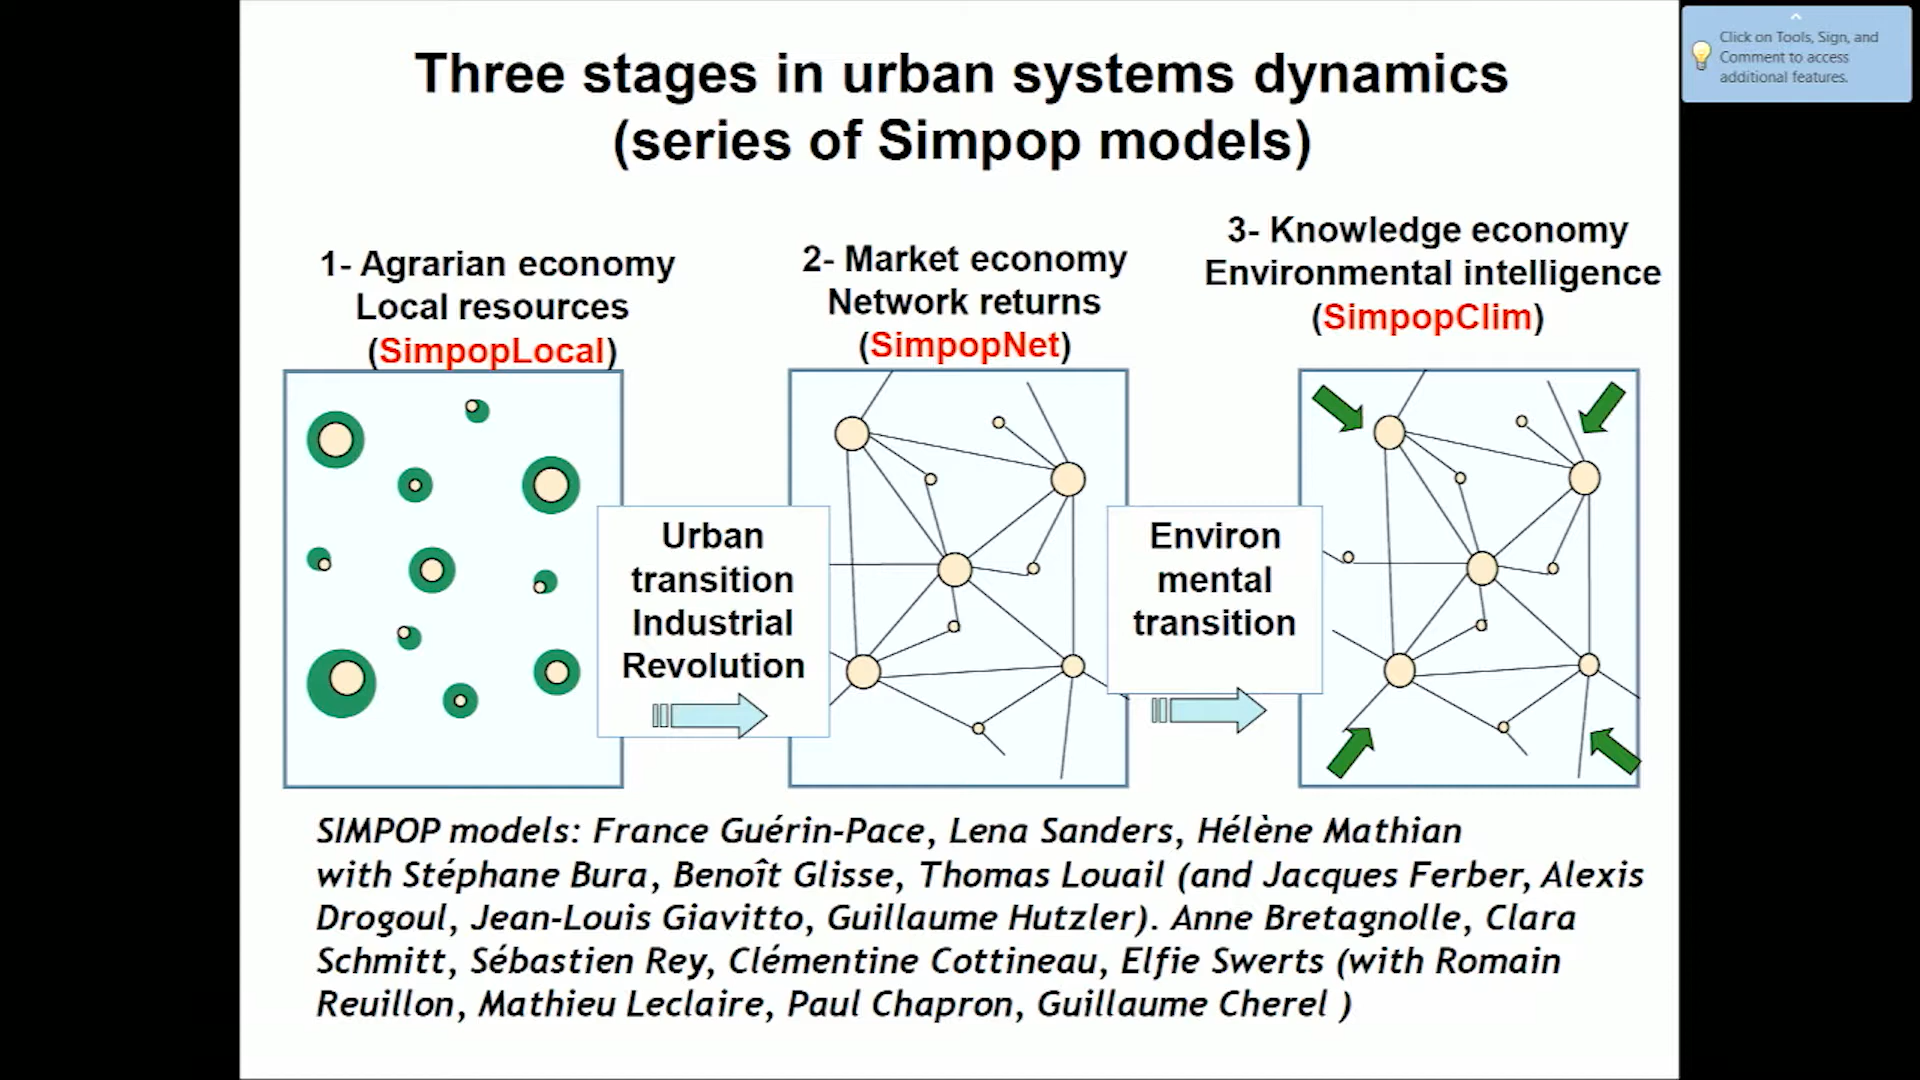 Three stages in urban systems dynamics
(series of Simpop models)
Click on Tools, Sign, and
Comment to access
additional features.
1- Agrarian economy
Local resources
(SimpopLocal)
2- Market economy
Network returns
(SimpopNet)
3- Knowledge economy
Environmental intelligence
(SimpopClim)
Urban
transition
Industrial
Revolution
Environ
mental
transition
SIMPOP models: France Guérin-Pace, Lena Sanders, Hélène Mathian
with Stéphane Bura, Benoît Glisse, Thomas Louail (and Jacques Ferber, Alexis
Drogoul, Jean-Louis Giavitto, Guillaume Hutzler). Anne Bretagnolle, Clara
Schmitt, Sébastien Rey, Clémentine Cottineau, Elfie Swerts (with Romain
Reuillon, Mathieu Leclaire, Paul Chapron, Guillaume Cherel )